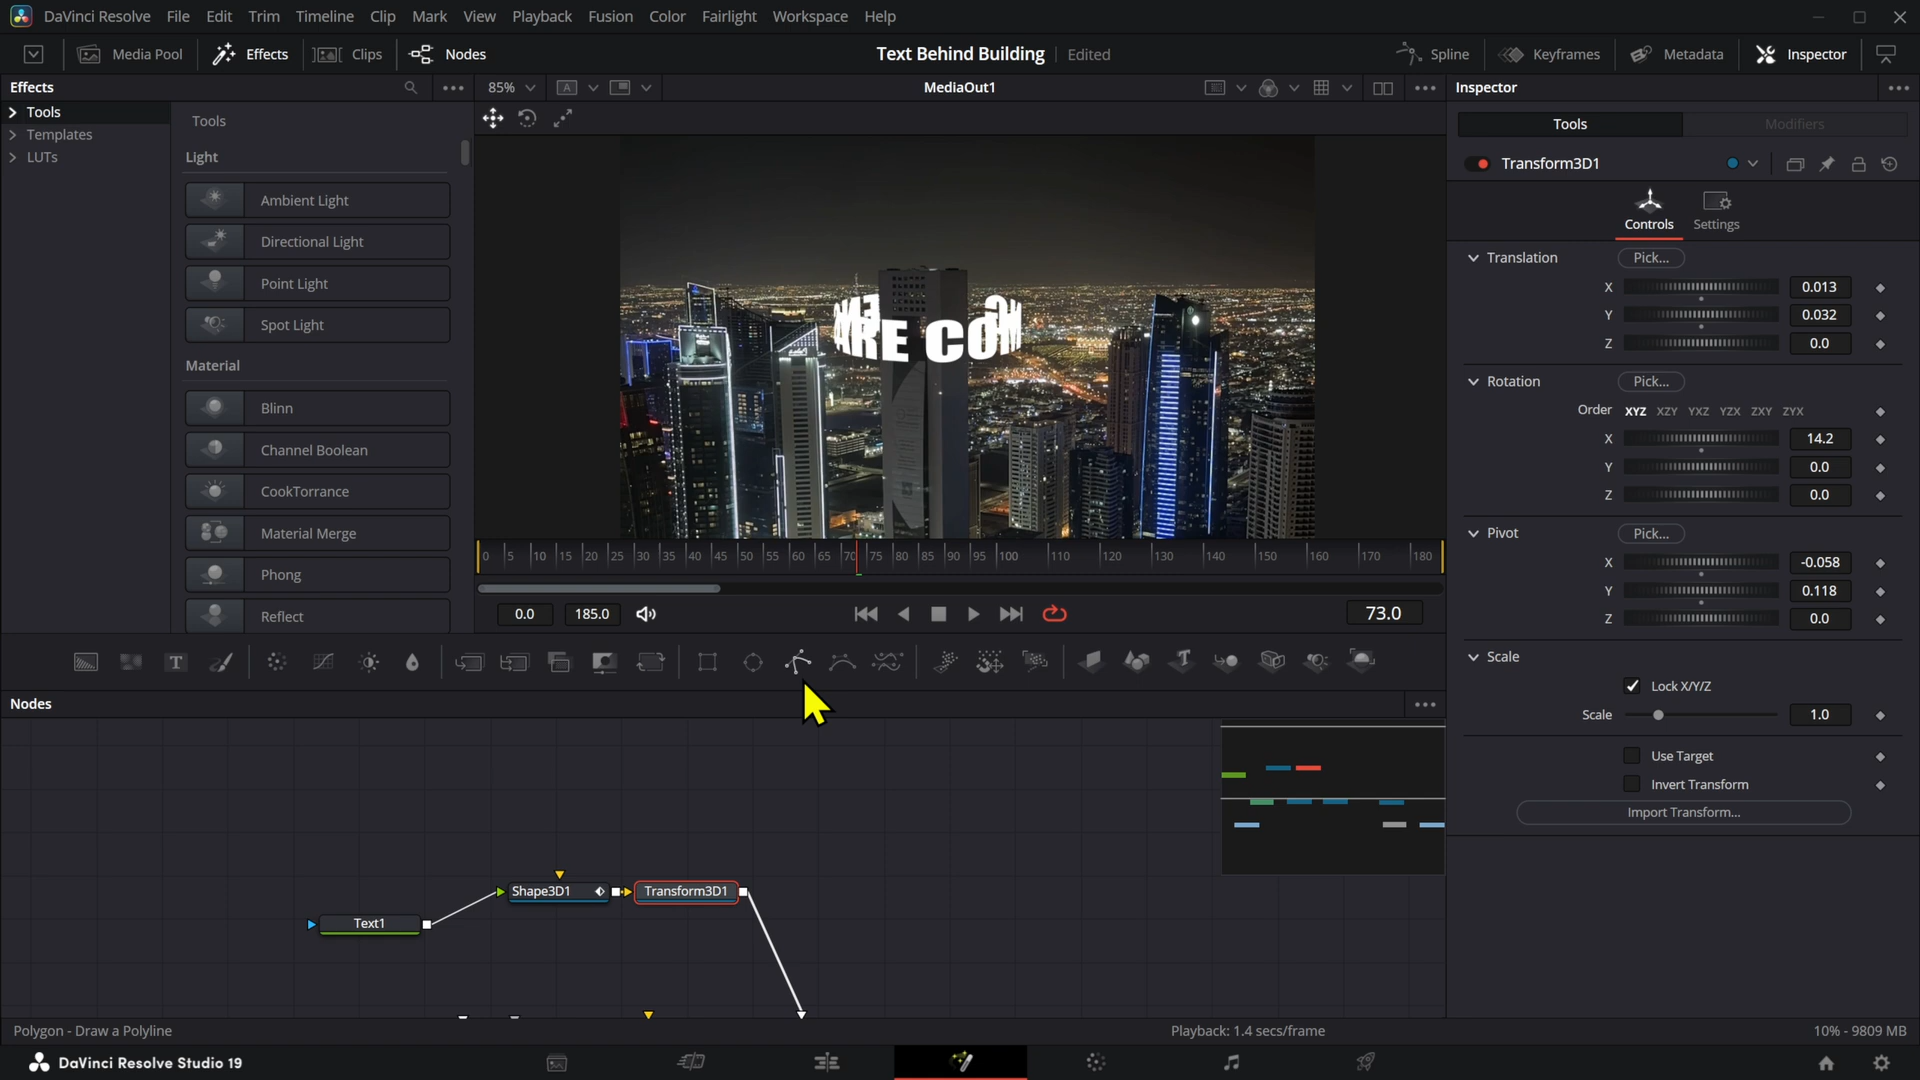 DaVinci Resolve File Edit Trim Timeline Clip Mark View Playback Fusion Color Fairlight Workspace Help
Media Pool Effects Clips Nodes Text Behind Building Edited Spline Keyframes Metadata Inspector
Effects 85% A MediaOut1 Inspector
Tools
Templates
LUTs
Tools
Light
Ambient Light
Directional Light
Point Light
Spot Light
Material
Blinn
Channel Boolean
CookTorrance
Material Merge
Phong
Reflect
ARE COM
0 5 10 15 20 25 30 35 40 45 50 55 60 65 70 75 80 85 90 95 100 110 120 130 140 150 160 170 180
0.0 185.0 73.0
Tools Modifiers
Transform3D1
Controls Settings
Translation Pick...
X 0.013
Y 0.032
Z 0.0
Rotation Pick...
Order XYZ XZY YXZ YZX ZXY ZYX
X 14.2
Y 0.0
Z 0.0
Pivot Pick...
X -0.058
Y 0.118
Z 0.0
Scale
Lock X/Y/Z
Scale 1.0
Use Target
Invert Transform
Import Transform...
T T
Nodes
Shape3D1 Transform3D1
Text1
Polygon - Draw a Polyline Playback: 1.4 secs/frame 10% - 9809 MB
DaVinci Resolve Studio 19